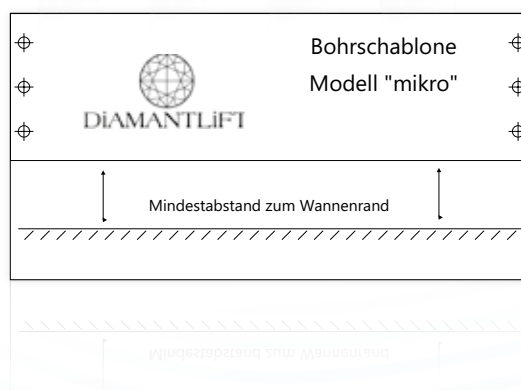 Bohrschablone
Modell "mikro"
DiAMANTLiFT
Mindestabstand zum Wannenrand